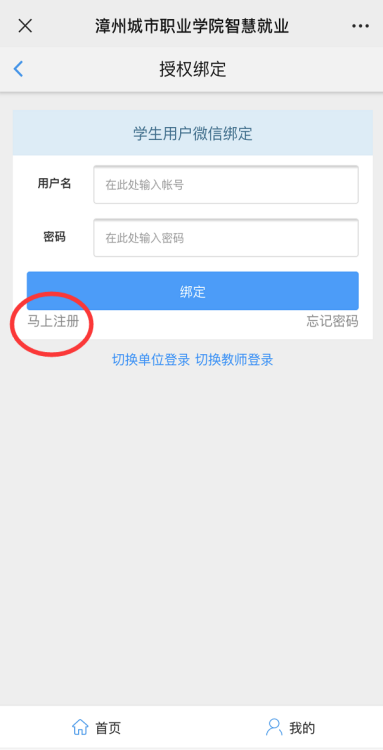 漳州城市职业学院智慧就业
授权绑定
学生用户微信绑定
用户名 在此处输入帐号
密码 在此处输入密码
绑定
马上注册 忘记密码
切换单位登录 切换教师登录
首页 我的